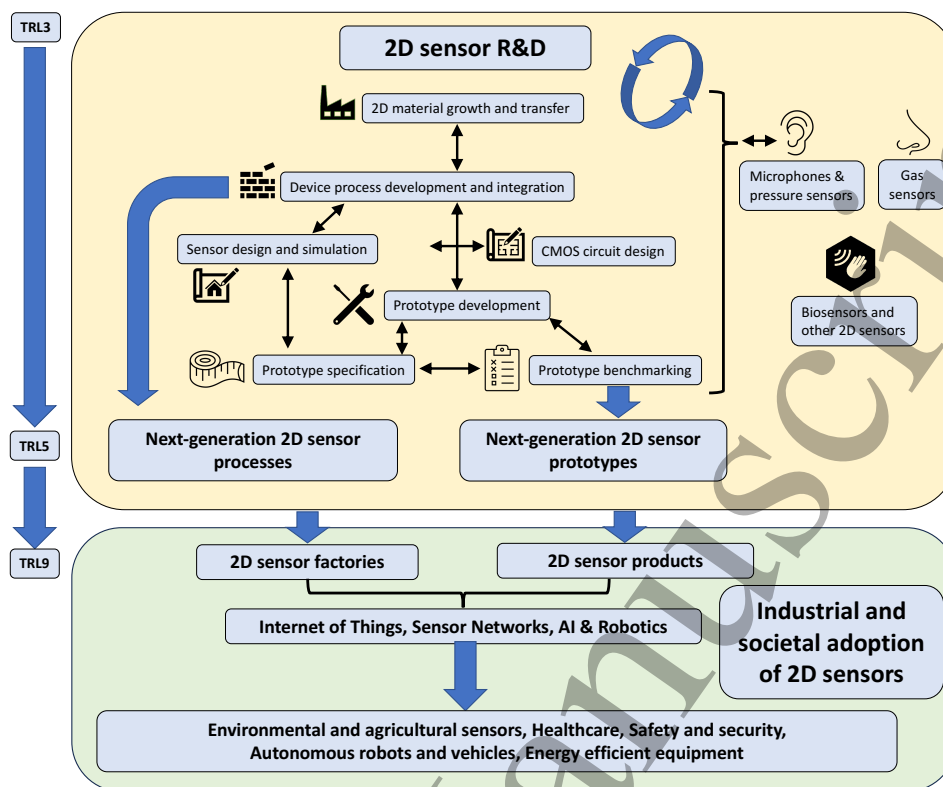 TRL3
2D sensor R&D
2D material growth and transfer
Device process development and integration
Microphones &
pressure sensors
Gas
sensors
Sensor design and simulation
CMOS circuit design
Prototype development
Biosensors and
other 2D sensors
Prototype specification
Prototype benchmarking
TRL5
Next-generation 2D sensor
processes
Next-generation 2D sensor
prototypes
TRL9
2D sensor factories
2D sensor products
Internet of Things, Sensor Networks, AI & Robotics
Industrial and
societal adoption
of 2D sensors
Environmental and agricultural sensors, Healthcare, Safety and security,
Autonomous robots and vehicles, Energy efficient equipment
anuscri